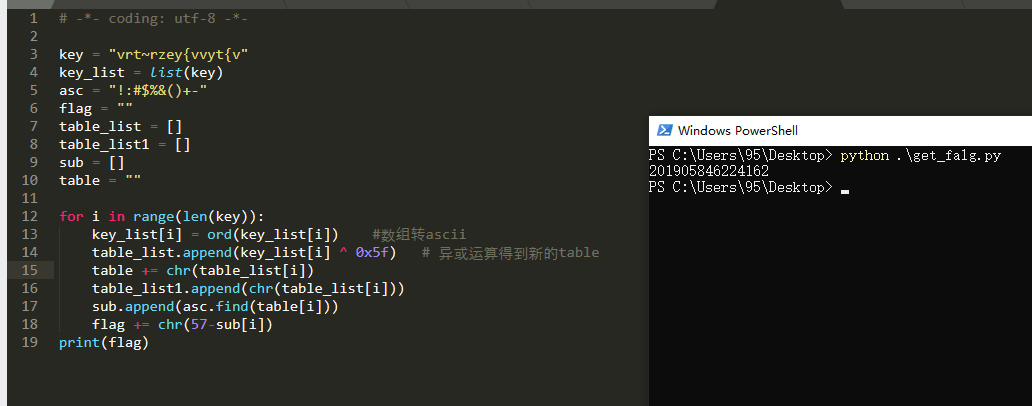 1 # -*- coding: utf-8 -*-
2
3 key = "vrt~rzey{vvyt{v"
4 key_list = list(key)
5 asc = "!:#$%&()+-"
6 flag = ""
7 table_list = []
8 table_list1 = []
9 sub = []
10 table = ""
11
12 for i in range(len(key)):
13     key_list[i] = ord(key_list[i])    #数组转ascii
14     table_list.append(key_list[i] ^ 0x5f)   # 异或运算得到新的table
15     table += chr(table_list[i])
16     table_list1.append(chr(table_list[i]))
17     sub.append(asc.find(table[i]))
18     flag += chr(57-sub[i])
19 print(flag)
Windows PowerShell
PS C:\Users\95\Desktop> python .\get_falg.py
201905846224162
PS C:\Users\95\Desktop>